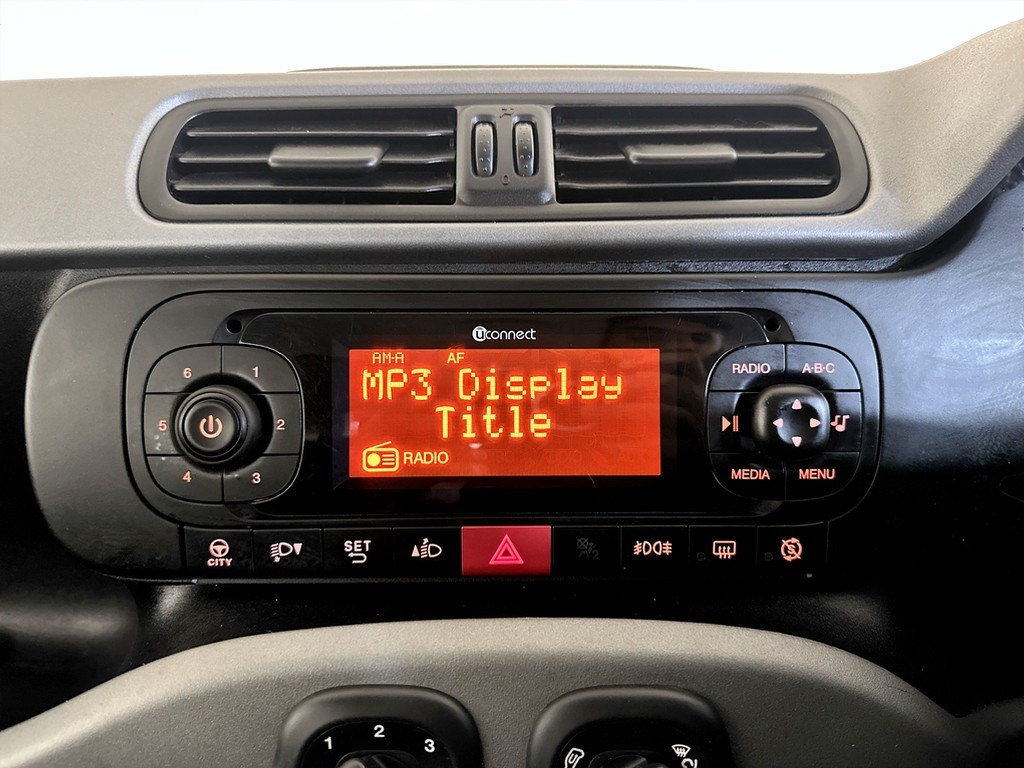 Uconnect
AM-A AF
MP3 Display
Title
RADIO
6 1
5 2
4 3
RADIO A-B-C
MEDIA MENU
CITY
SET
1 2 3
0